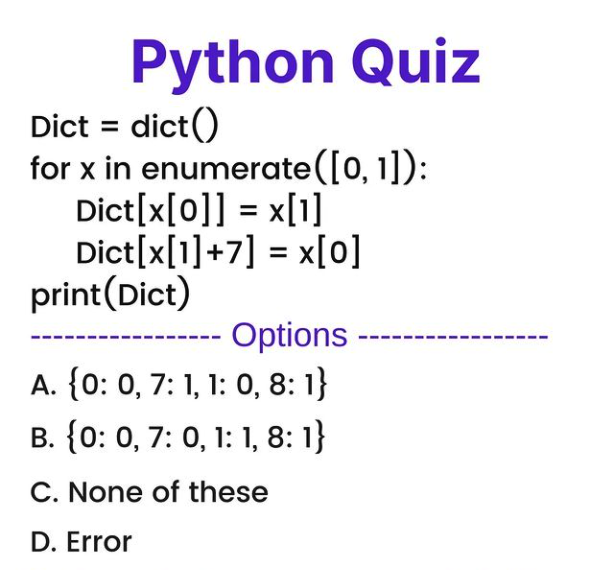 Python Quiz
Dict = dict()
for x in enumerate([0, 1]):
    Dict[x[0]] = x[1]
    Dict[x[1]+7] = x[0]
print(Dict)
----------------- Options -----------------
A. {0: 0, 7: 1, 1: 0, 8: 1}
B. {0: 0, 7: 0, 1: 1, 8: 1}
C. None of these
D. Error